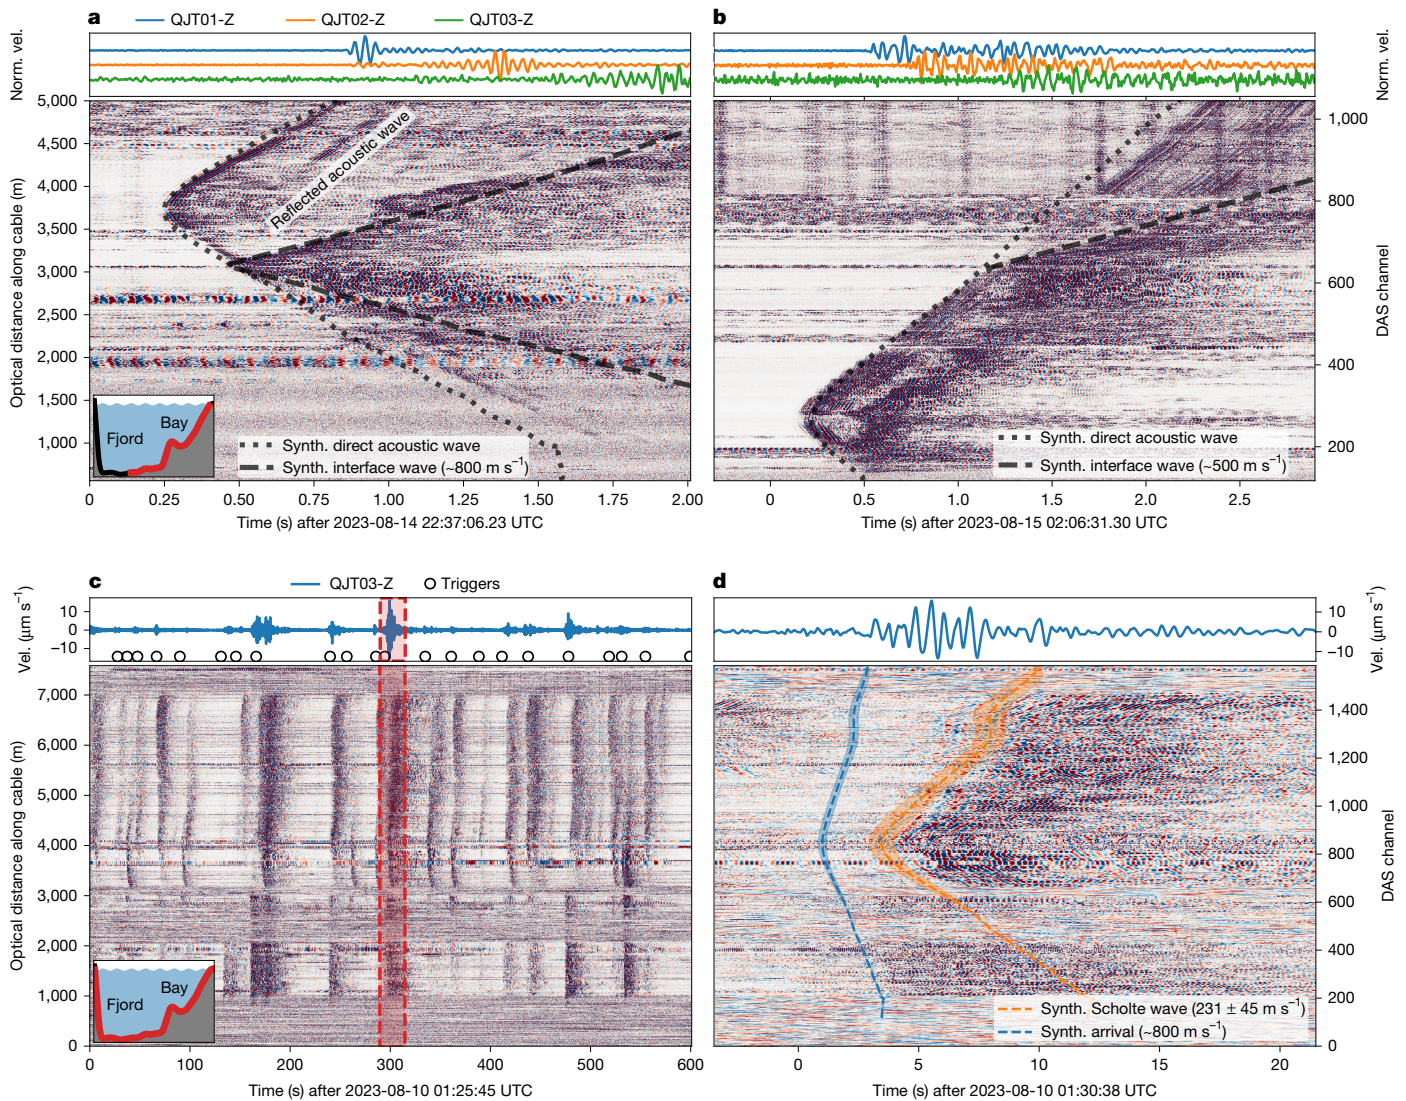 a
QJT01-Z
QJT02-Z
QJT03-Z
Norm. vel.
5,000
4,500
4,000
3,500
3,000
2,500
2,000
1,500
1,000
Optical distance along cable (m)
Reflected acoustic wave
Fjord
Bay
Synth. direct acoustic wave
Synth. interface wave (~800 m s⁻¹)
0
0.25
0.50
0.75
1.00
1.25
1.50
1.75
2.00
Time (s) after 2023-08-14 22:37:06.23 UTC
b
Norm. vel.
1,000
800
600
400
200
DAS channel
Synth. direct acoustic wave
Synth. interface wave (~500 m s⁻¹)
0
0.5
1.0
1.5
2.0
2.5
Time (s) after 2023-08-15 02:06:31.30 UTC
c
QJT03-Z
Triggers
Vel. (μm s⁻¹)
10
0
−10
7,000
6,000
5,000
4,000
3,000
2,000
1,000
0
Optical distance along cable (m)
Fjord
Bay
0
100
200
300
400
500
600
Time (s) after 2023-08-10 01:25:45 UTC
d
10
0
−10
Vel. (μm s⁻¹)
1,400
1,200
1,000
800
600
400
200
0
DAS channel
Synth. Scholte wave (231 ± 45 m s⁻¹)
Synth. arrival (~800 m s⁻¹)
0
5
10
15
20
Time (s) after 2023-08-10 01:30:38 UTC